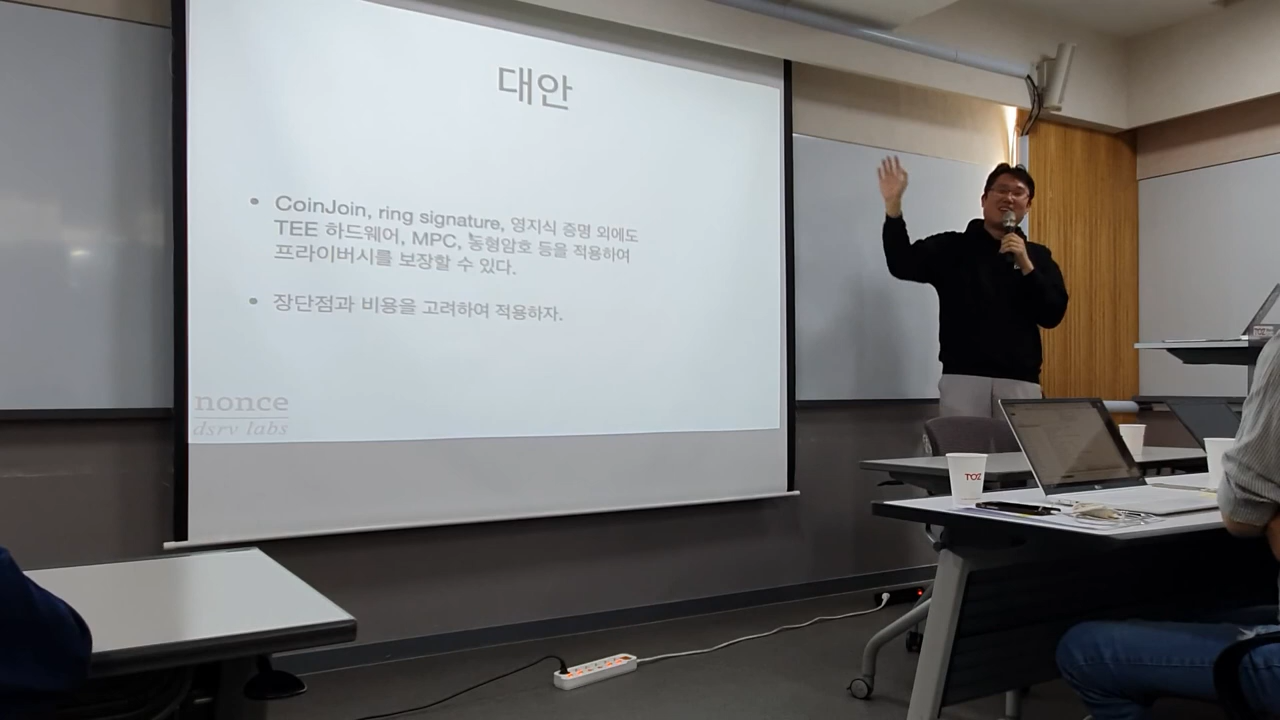 대안
• CoinJoin, ring signature, 영지식 증명 외에도
TEE 하드웨어, MPC, 동형암호 등을 적용하여
프라이버시를 보장할 수 있다.
• 장단점과 비용을 고려하여 적용하자.
nonce
dsrv labs
TOZ